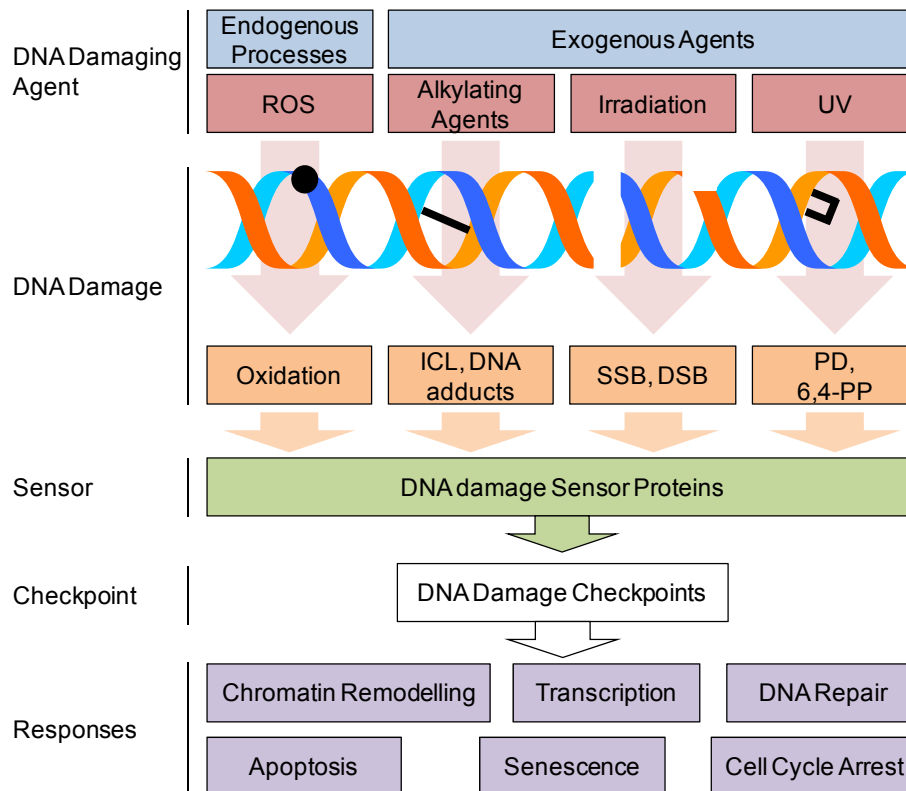 DNA Damaging
Agent
Endogenous
Processes
Exogenous Agents
ROS
Alkylating
Agents
Irradiation
UV
DNA Damage
Oxidation
ICL, DNA
adducts
SSB, DSB
PD,
6,4-PP
Sensor
DNA damage Sensor Proteins
Checkpoint
DNA Damage Checkpoints
Responses
Chromatin Remodelling
Transcription
DNA Repair
Apoptosis
Senescence
Cell Cycle Arrest